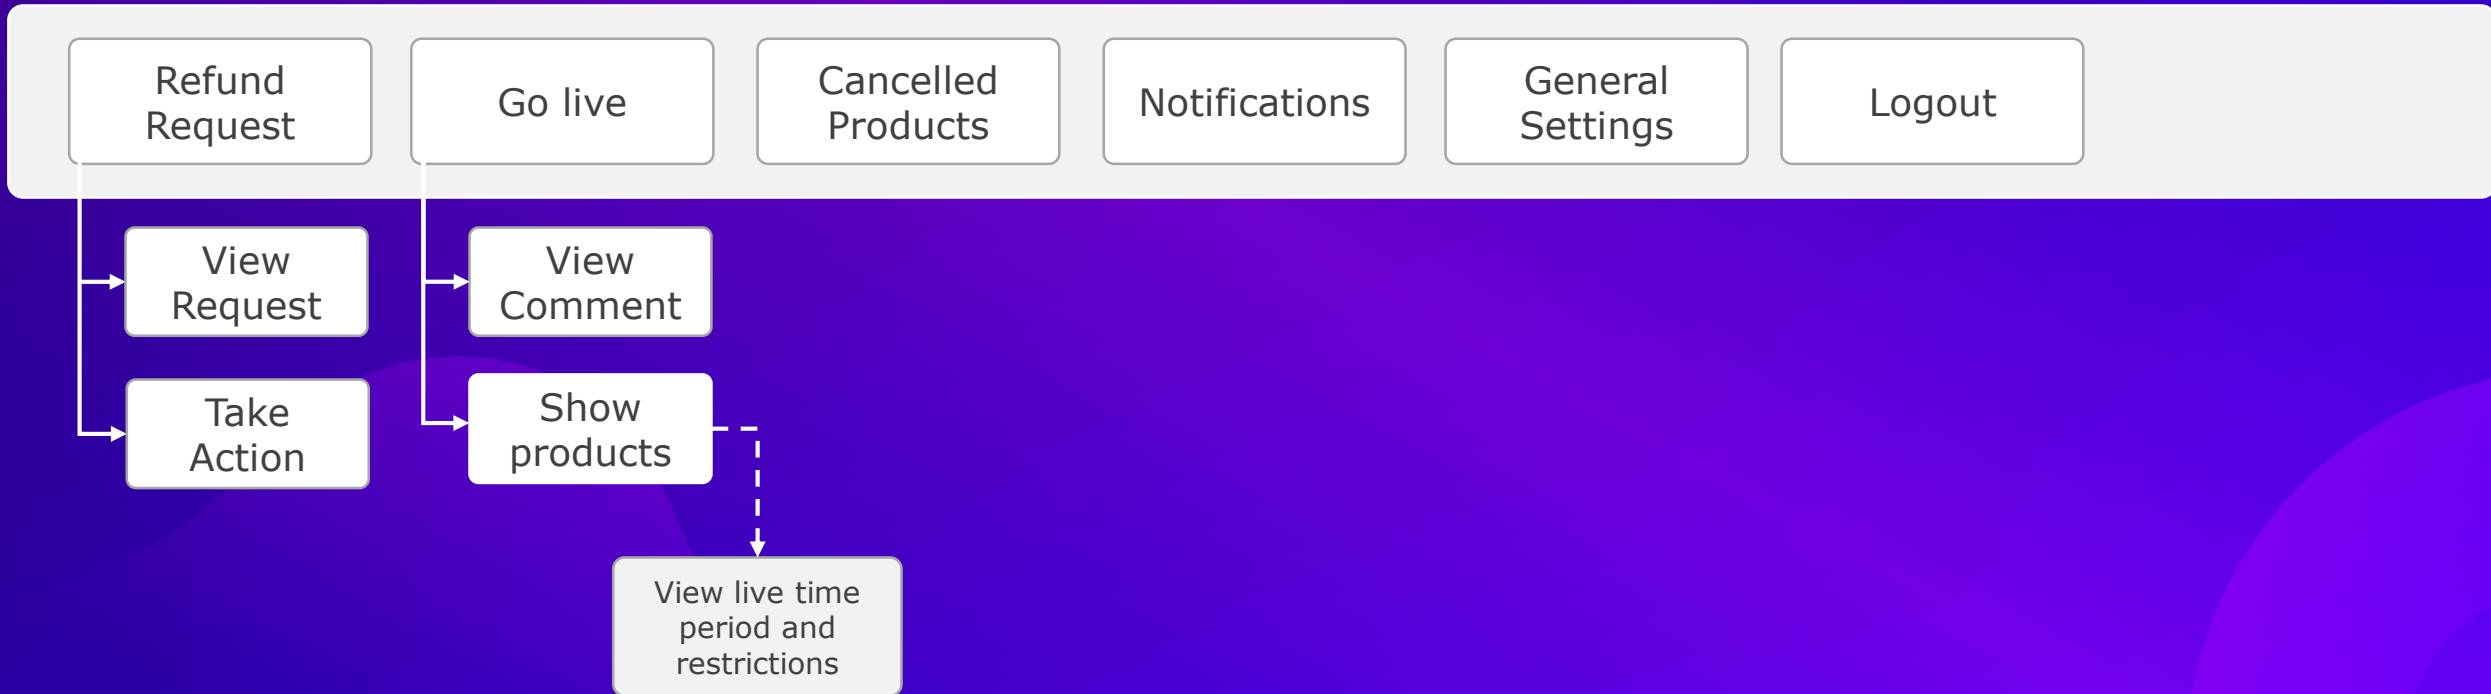 Refund
Request
Go live
Cancelled
Products
Notifications
General
Settings
Logout
View
Request
View
Comment
Take
Action
Show
products
View live time
period and
restrictions